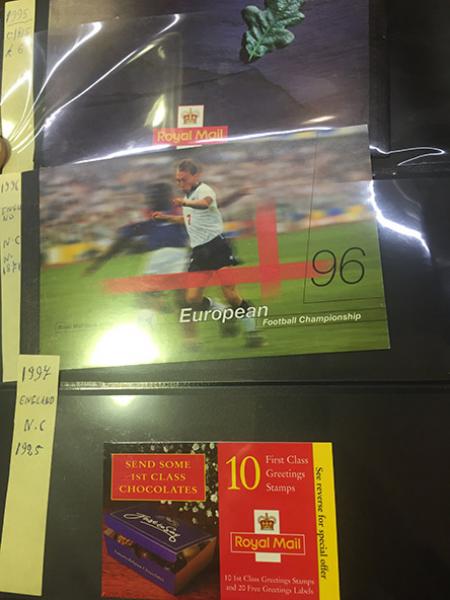 1995
Royal Mail
1996
N.C
96
European
Football Championship
1997
ENGLAND
N.C
1925
SEND SOME
1ST CLASS
CHOCOLATES
10
First Class
Greetings
Stamps
Royal Mail
10 1st Class Greetings Stamps
and 20 Free Greetings Labels
See reverse for special offer